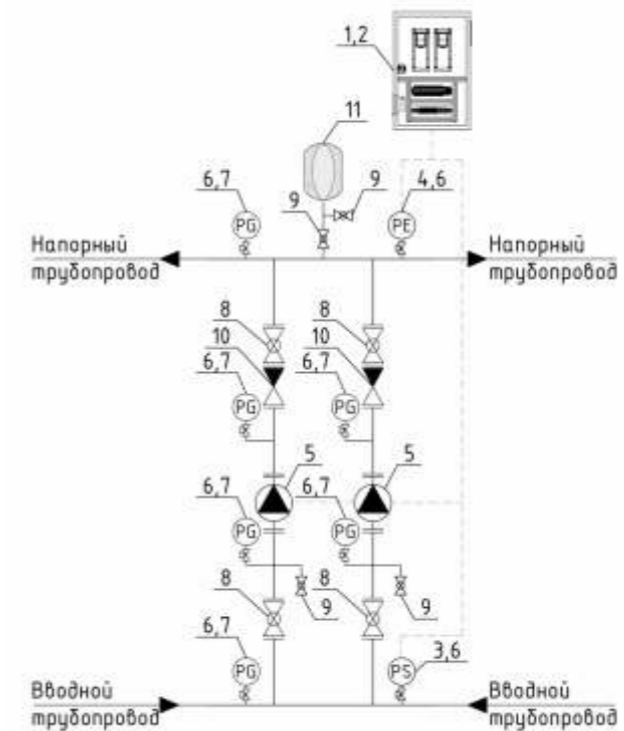 1,2
11
6,7
9
9
4,6
PG
PE
Напорный
трубопровод
Напорный
трубопровод
8
8
10
10
6,7
6,7
PG
PG
5
5
6,7
6,7
PG
PG
8
8
9
9
6,7
3,6
PG
PS
Вводной
трубопровод
Вводной
трубопровод